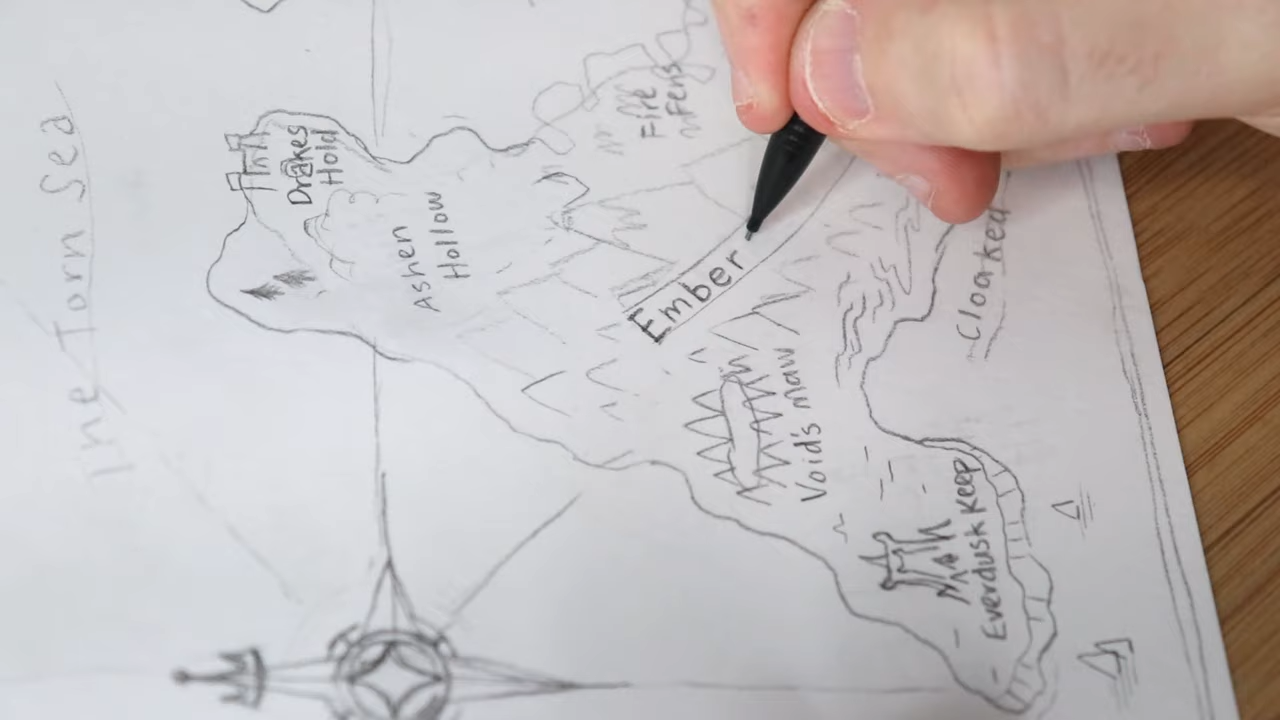 The Torn Sea
Drakes
Hold
Ashen
Hollow
Fire
Fens
Ember
Void's Maw
Cloaked
Everdusk Keep